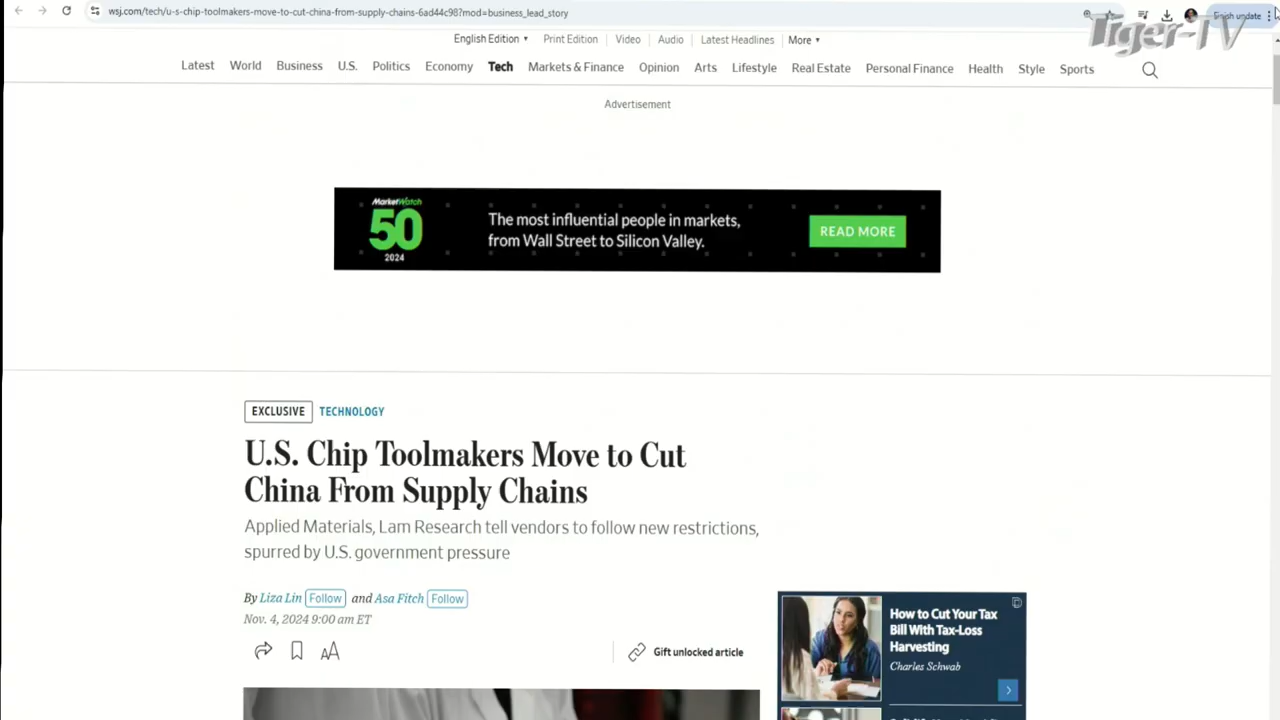 wsj.com/tech/u-s-chip-toolmakers-move-to-cut-china-from-supply-chains-6ad44c98?mod=business_lead_story
Finish update
Tiger-TV
English Edition Print Edition Video Audio Latest Headlines More
Latest World Business U.S. Politics Economy Tech Markets & Finance Opinion Arts Lifestyle Real Estate Personal Finance Health Style Sports
Advertisement
MarketWatch
50
2024
The most influential people in markets,
from Wall Street to Silicon Valley.
READ MORE
EXCLUSIVE TECHNOLOGY
U.S. Chip Toolmakers Move to Cut
China From Supply Chains
Applied Materials, Lam Research tell vendors to follow new restrictions,
spurred by U.S. government pressure
By Liza Lin Follow and Asa Fitch Follow
Nov. 4, 2024 9:00 am ET
AA
Gift unlocked article
How to Cut Your Tax
Bill With Tax-Loss
Harvesting
Charles Schwab